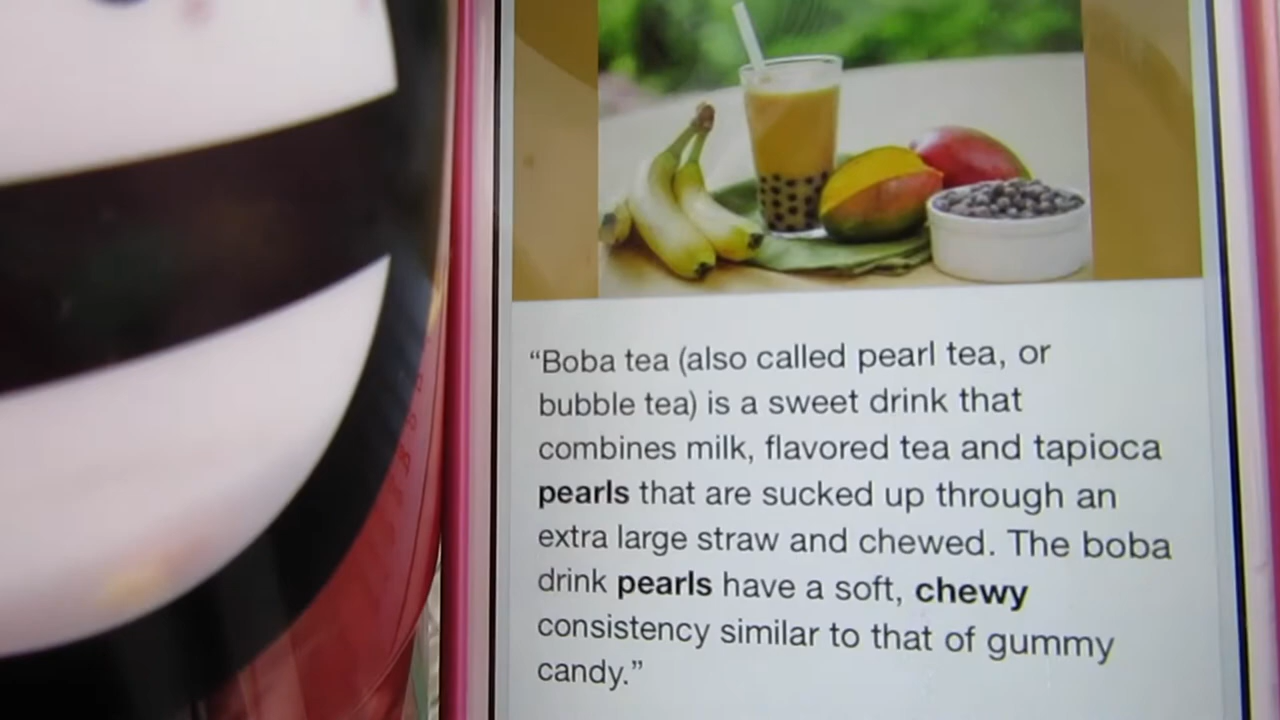 “Boba tea (also called pearl tea, or
bubble tea) is a sweet drink that
combines milk, flavored tea and tapioca
pearls that are sucked up through an
extra large straw and chewed. The boba
drink pearls have a soft, chewy
consistency similar to that of gummy
candy.”